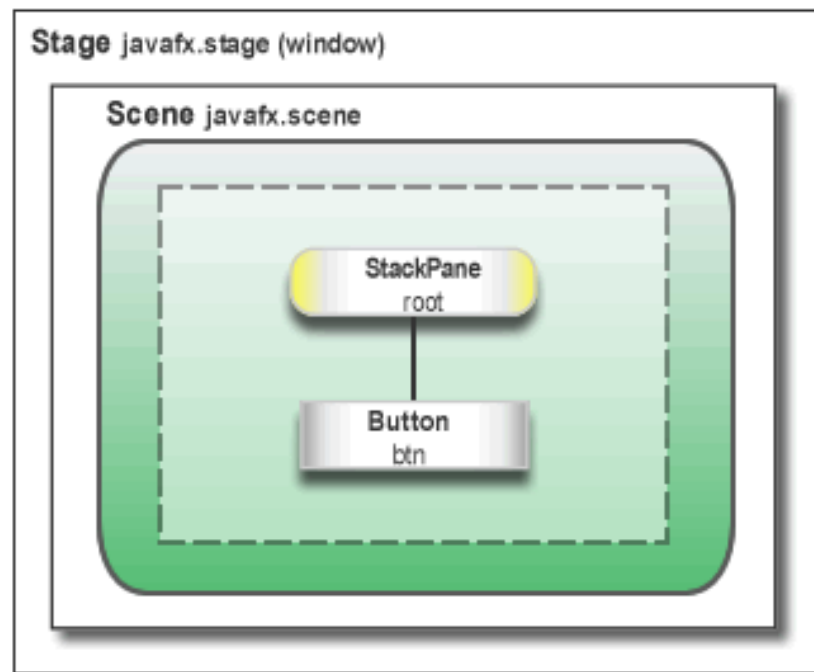 Stage javafx.stage (window)
Scene javafx.scene
StackPane
root
Button
btn